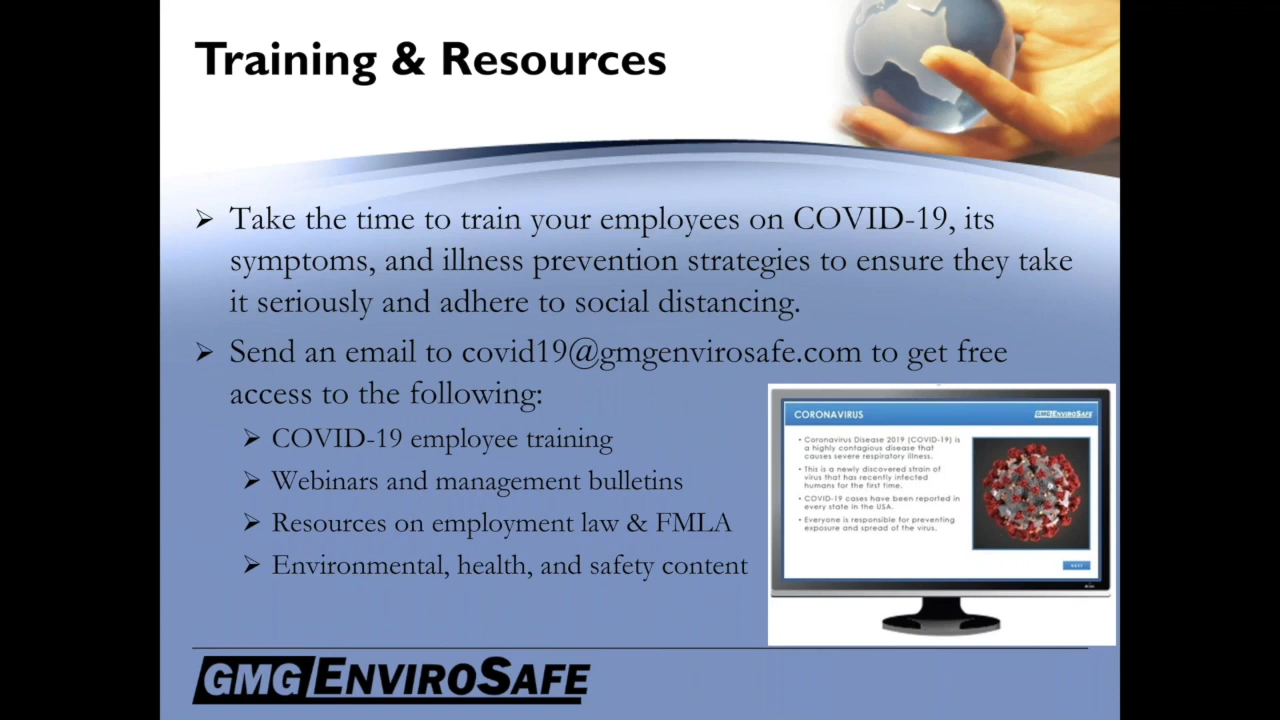 Training & Resources
➢ Take the time to train your employees on COVID-19, its
symptoms, and illness prevention strategies to ensure they take
it seriously and adhere to social distancing.
➢ Send an email to covid19@gmgenvirosafe.com to get free
access to the following:
➢ COVID-19 employee training
➢ Webinars and management bulletins
➢ Resources on employment law & FMLA
➢ Environmental, health, and safety content
CORONAVIRUS
GMG ENVIROSAFE
• Coronavirus Disease 2019 (COVID-19) is
a highly contagious disease that
causes severe respiratory illness.
• This is a newly discovered strain of
virus that has recently infected
humans for the first time.
• COVID-19 cases have been reported in
every state in the USA.
• Everyone is responsible for preventing
exposure and spread of the virus.
NEXT
GMG ENVIROSAFE